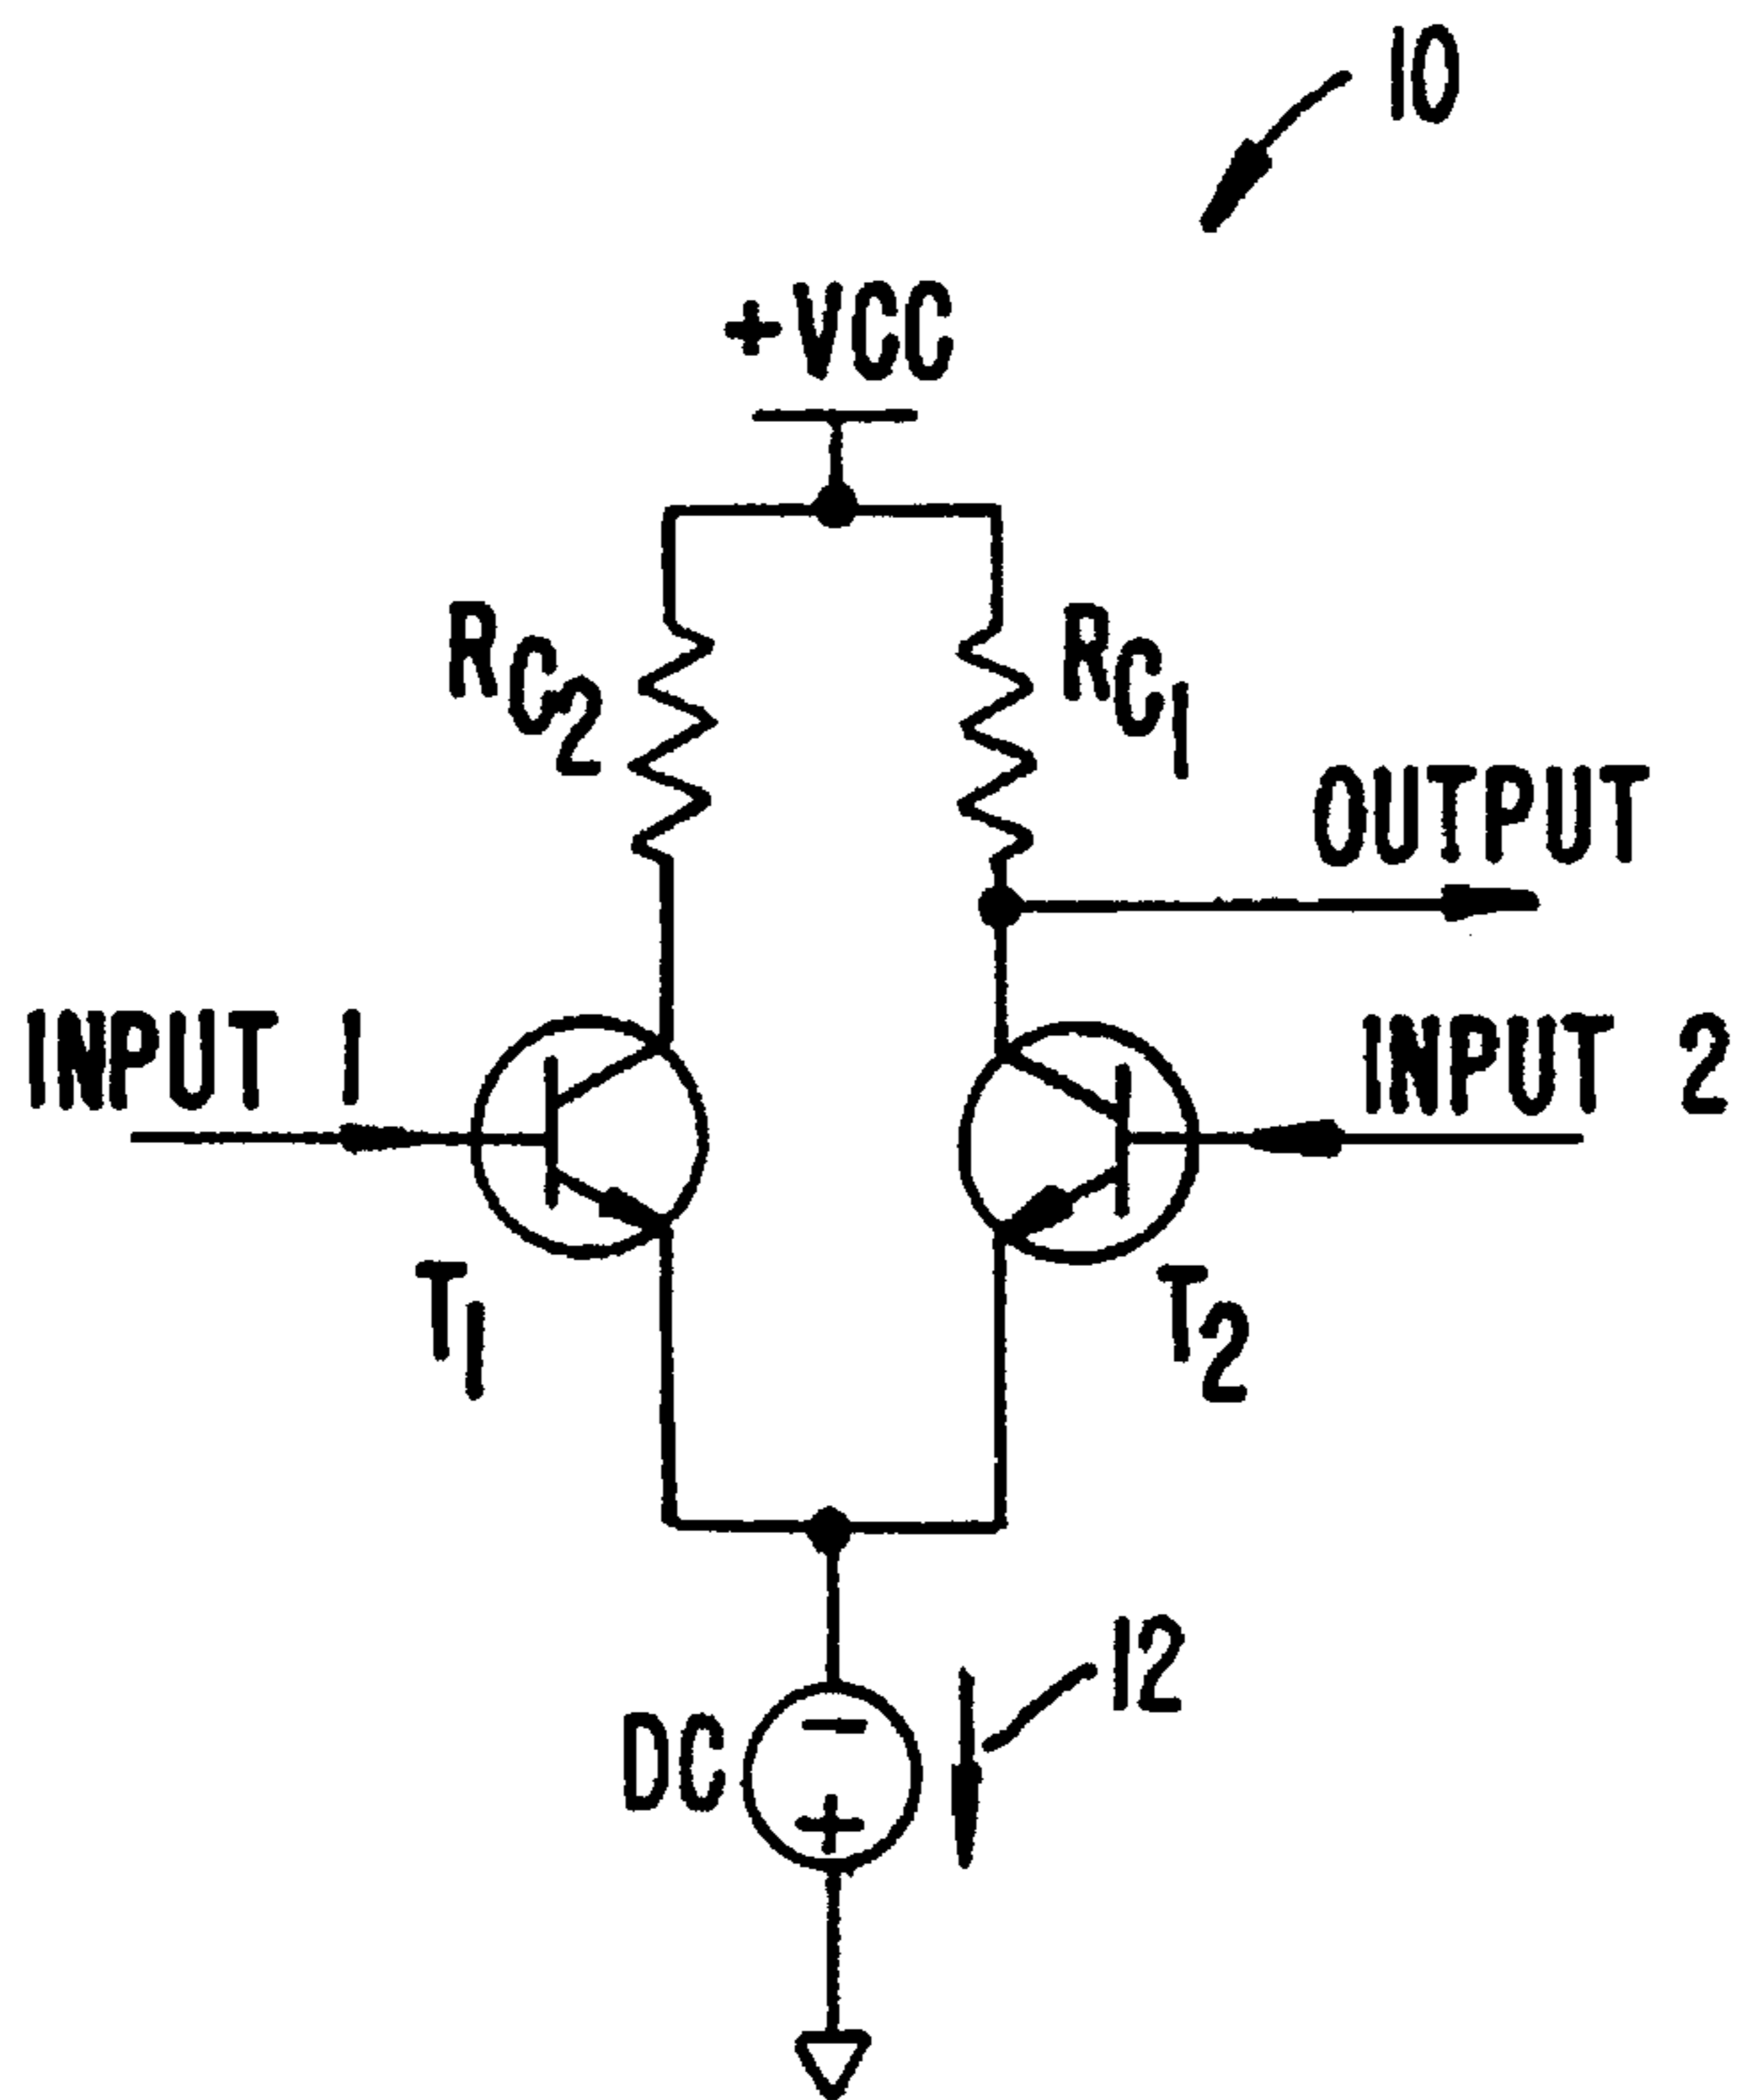 10
+VCC
RC2
RC1
OUTPUT
INPUT 1
INPUT 2
T1
T2
12
DC
−
+